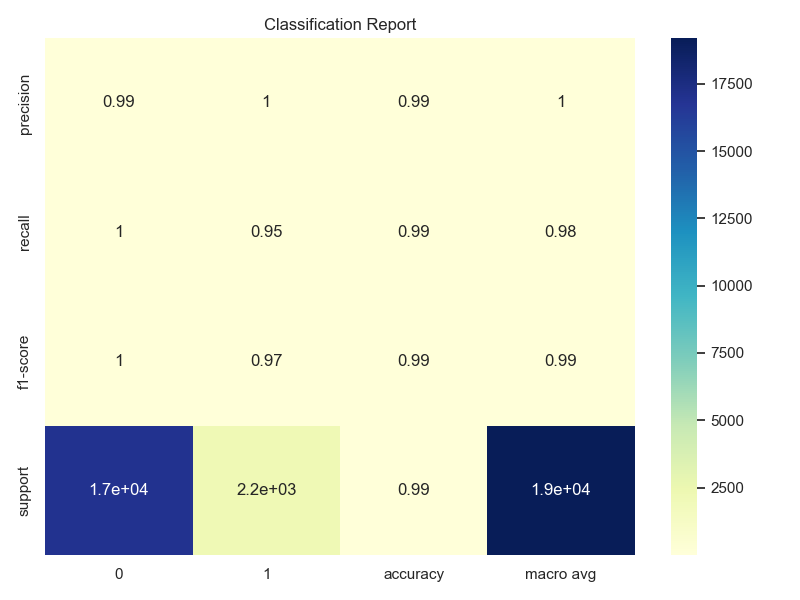 Classification Report
precision 0.99 1 0.99 1
recall 1 0.95 0.99 0.98
f1-score 1 0.97 0.99 0.99
support 1.7e+04 2.2e+03 0.99 1.9e+04
0 1 accuracy macro avg
17500
15000
12500
10000
7500
5000
2500